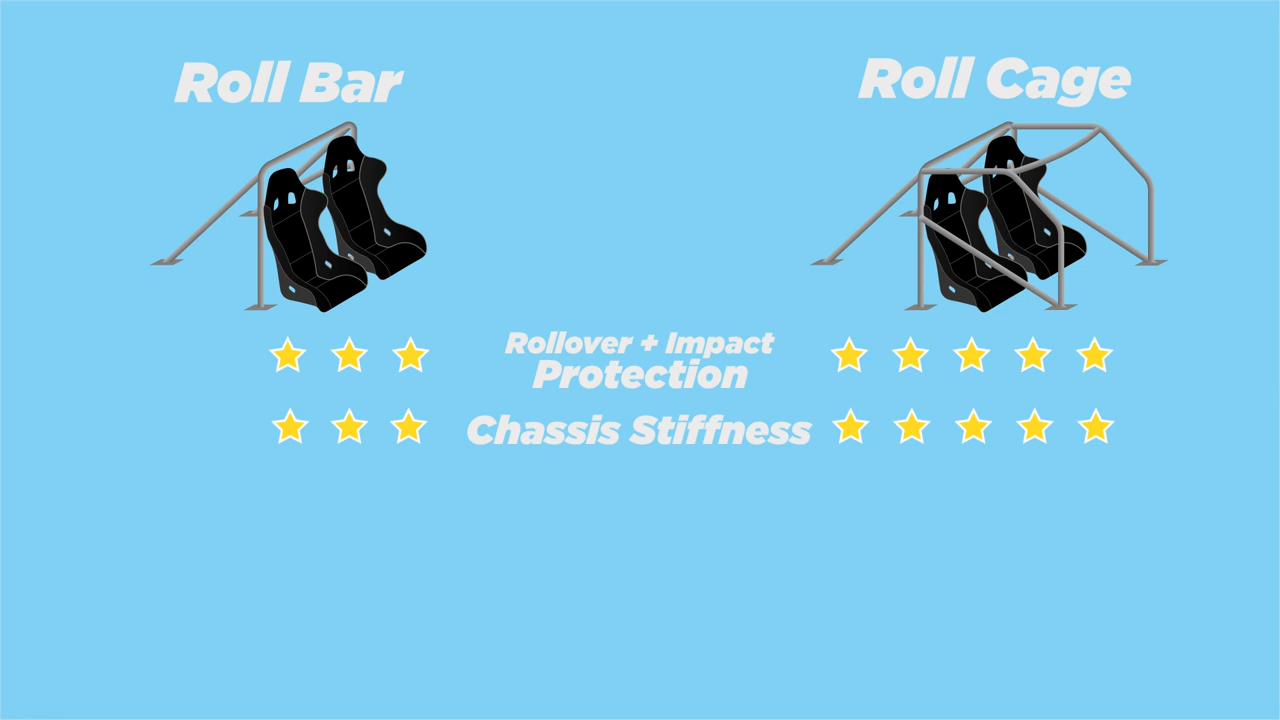 Roll Bar
Roll Cage
Rollover + Impact
Protection
Chassis Stiffness